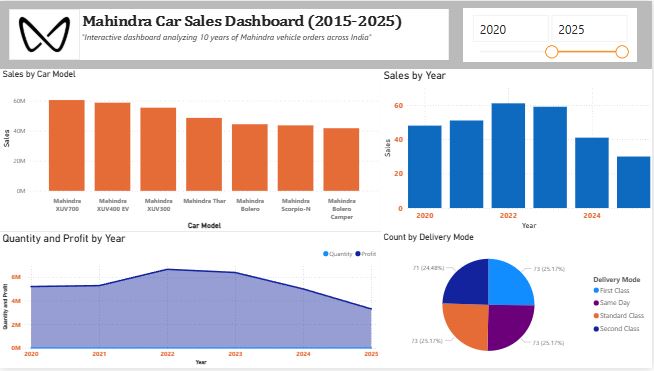 Mahindra Car Sales Dashboard (2015-2025)
"Interactive dashboard analyzing 10 years of Mahindra vehicle orders across India"
2020
2025
Sales by Car Model
Sales
60M
40M
20M
0M
Mahindra XUV700
Mahindra XUV400 EV
Mahindra XUV300
Mahindra Thar
Mahindra Bolero
Mahindra Scorpio-N
Mahindra Bolero Camper
Car Model
Sales by Year
Sales
60
40
20
0
2020
2022
2024
Year
Quantity and Profit by Year
Quantity
Profit
Quantity and Profit
6M
4M
2M
0M
2020
2021
2022
2023
2024
2025
Year
Count by Delivery Mode
71 (24.48%)
73 (25.17%)
73 (25.17%)
73 (25.17%)
Delivery Mode
First Class
Same Day
Standard Class
Second Class